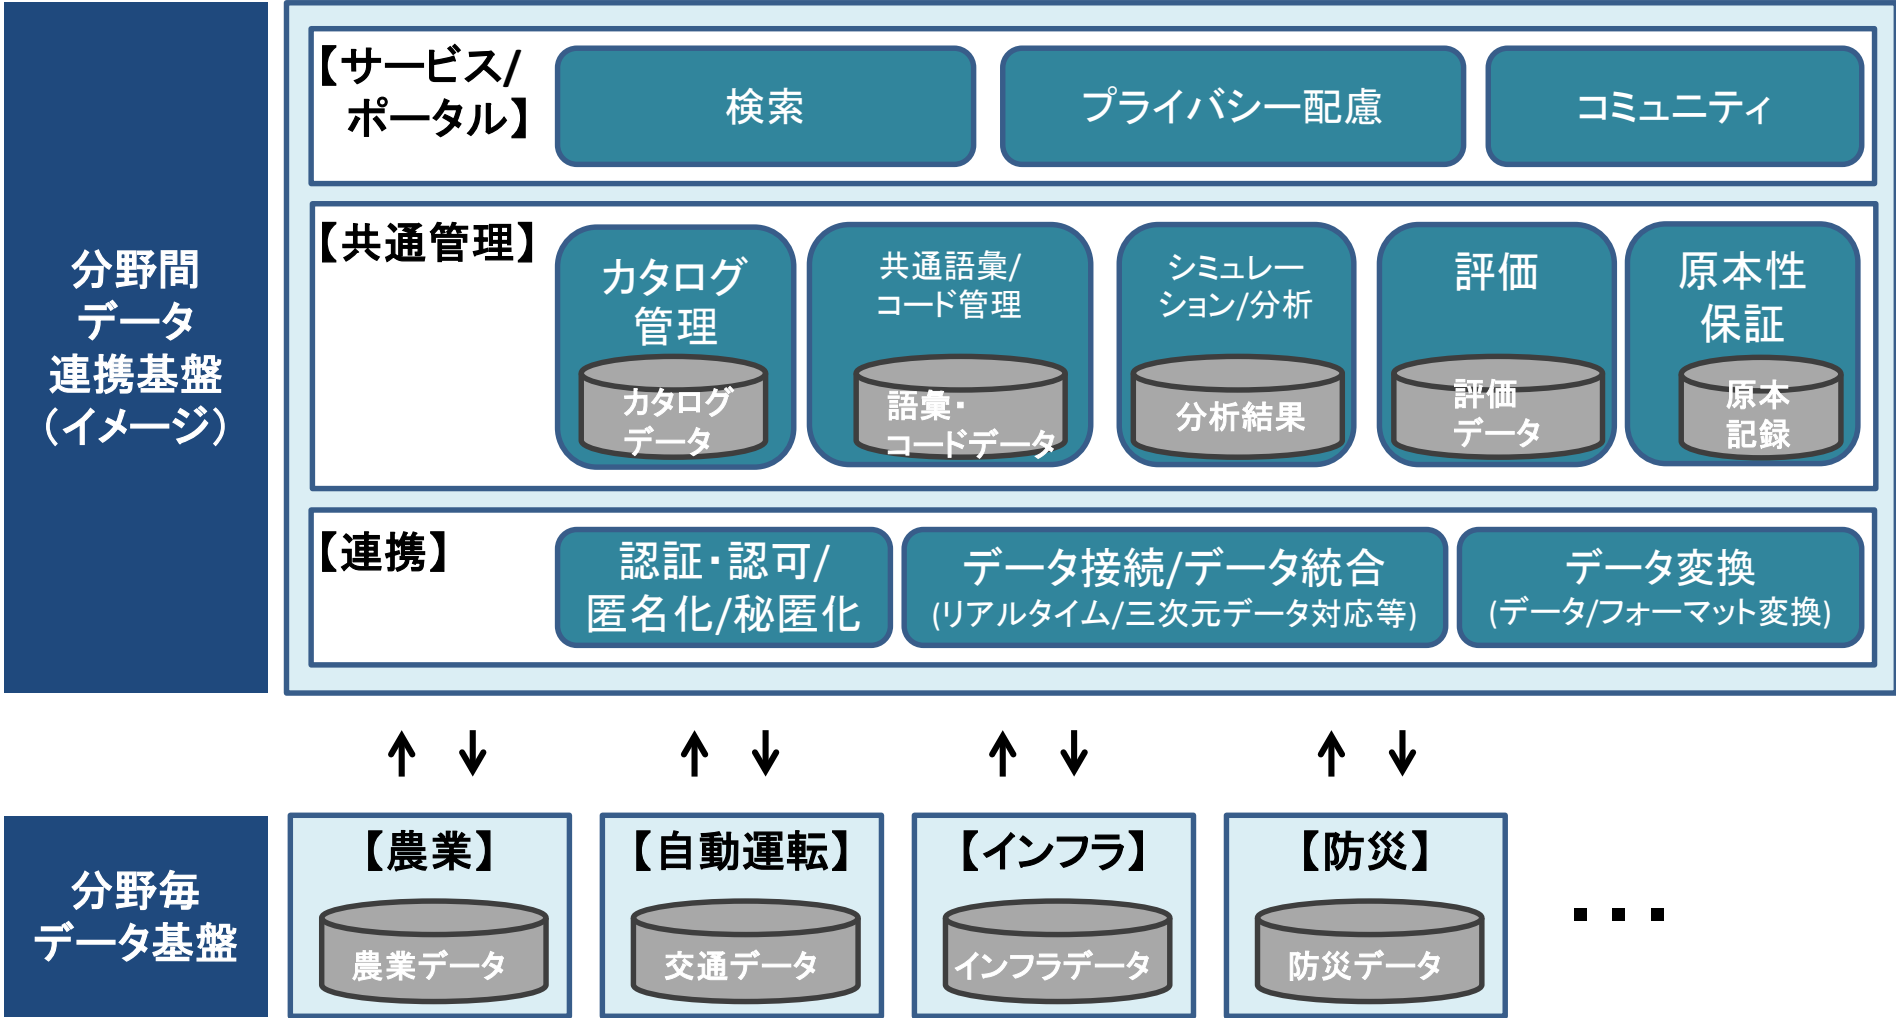 分野間
データ
連携基盤
（イメージ）
【サービス/
ポータル】
検索
プライバシー配慮
コミュニティ
【共通管理】
カタログ
管理
カタログ
データ
共通語彙/
コード管理
語彙・
コードデータ
シミュレー
ション/分析
分析結果
評価
評価
データ
原本性
保証
原本
記録
【連携】
認証・認可/
匿名化/秘匿化
データ接続/データ統合
(リアルタイム/三次元データ対応等)
データ変換
(データ/フォーマット変換)
分野毎
データ基盤
【農業】
農業データ
【自動運転】
交通データ
【インフラ】
インフラデータ
【防災】
防災データ
・・・